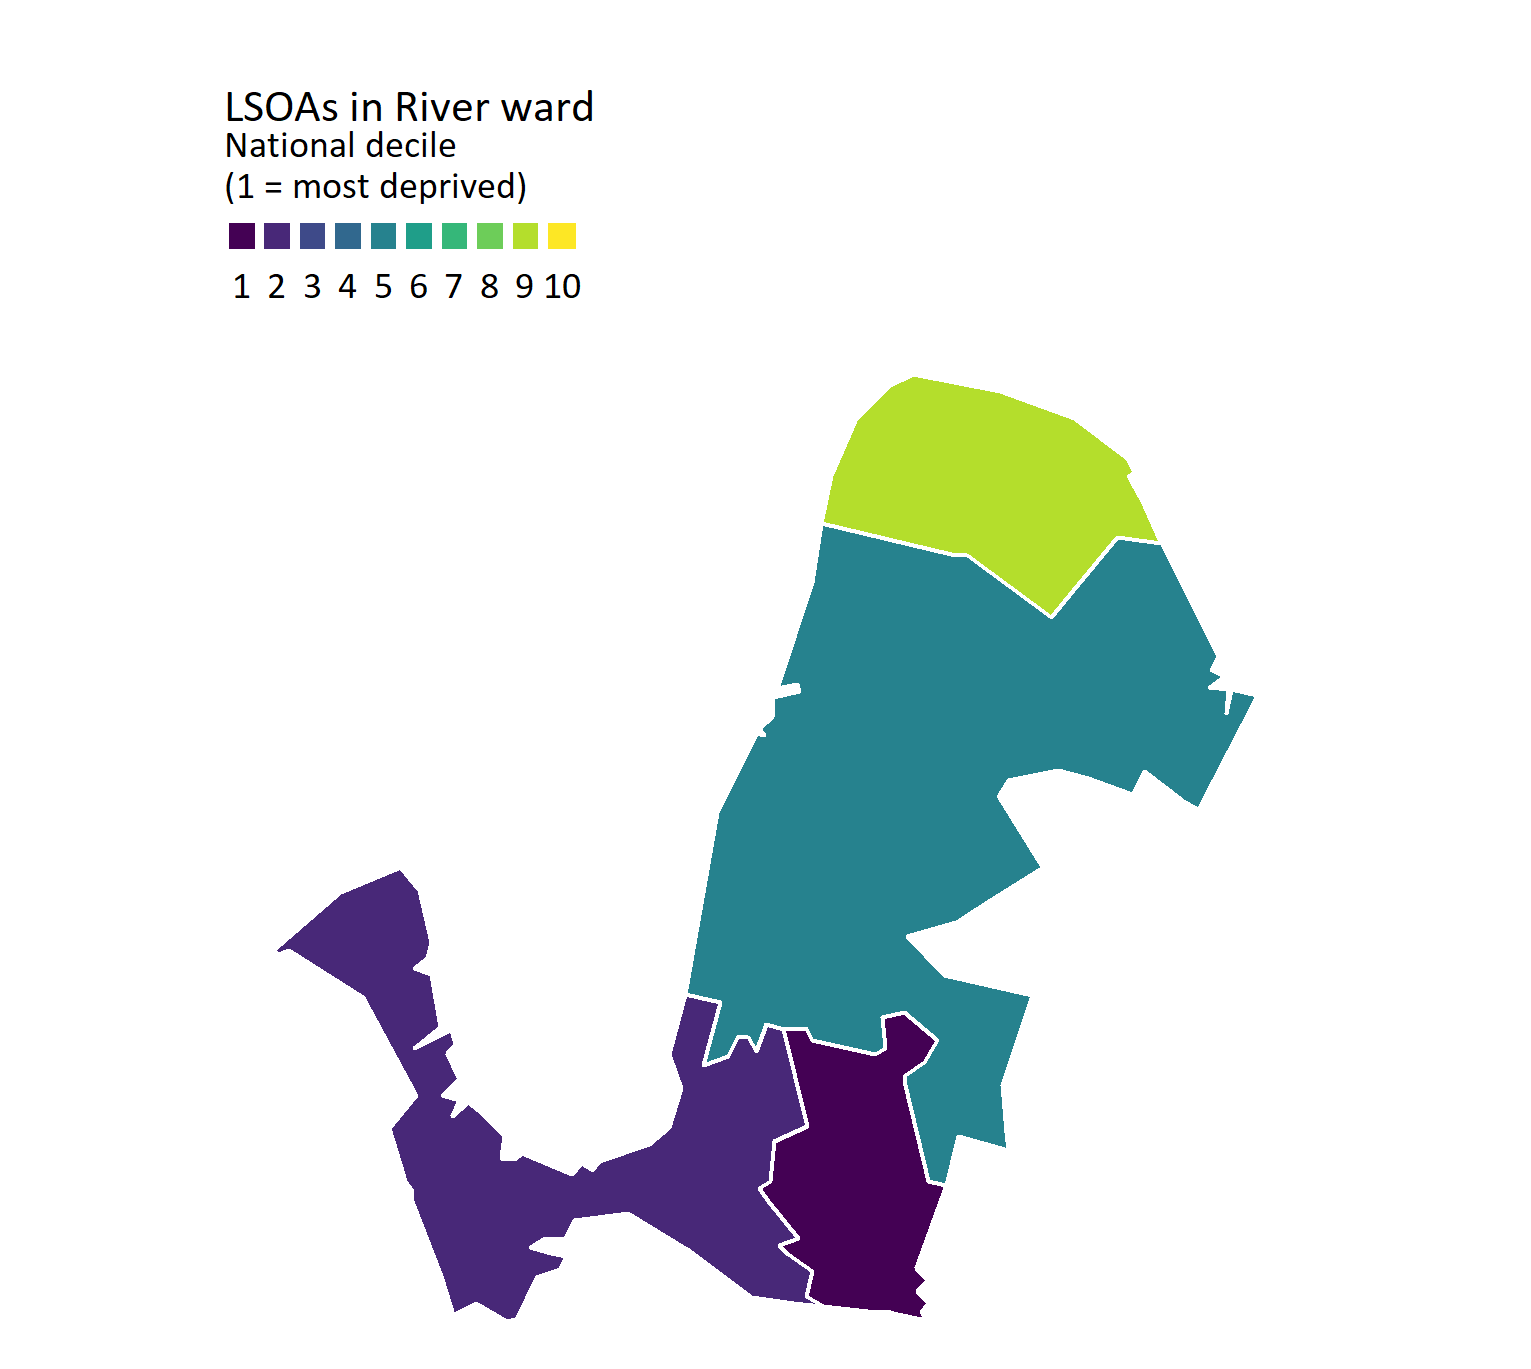 LSOAs in River ward
National decile
(1 = most deprived)
1 2 3 4 5 6 7 8 9 10